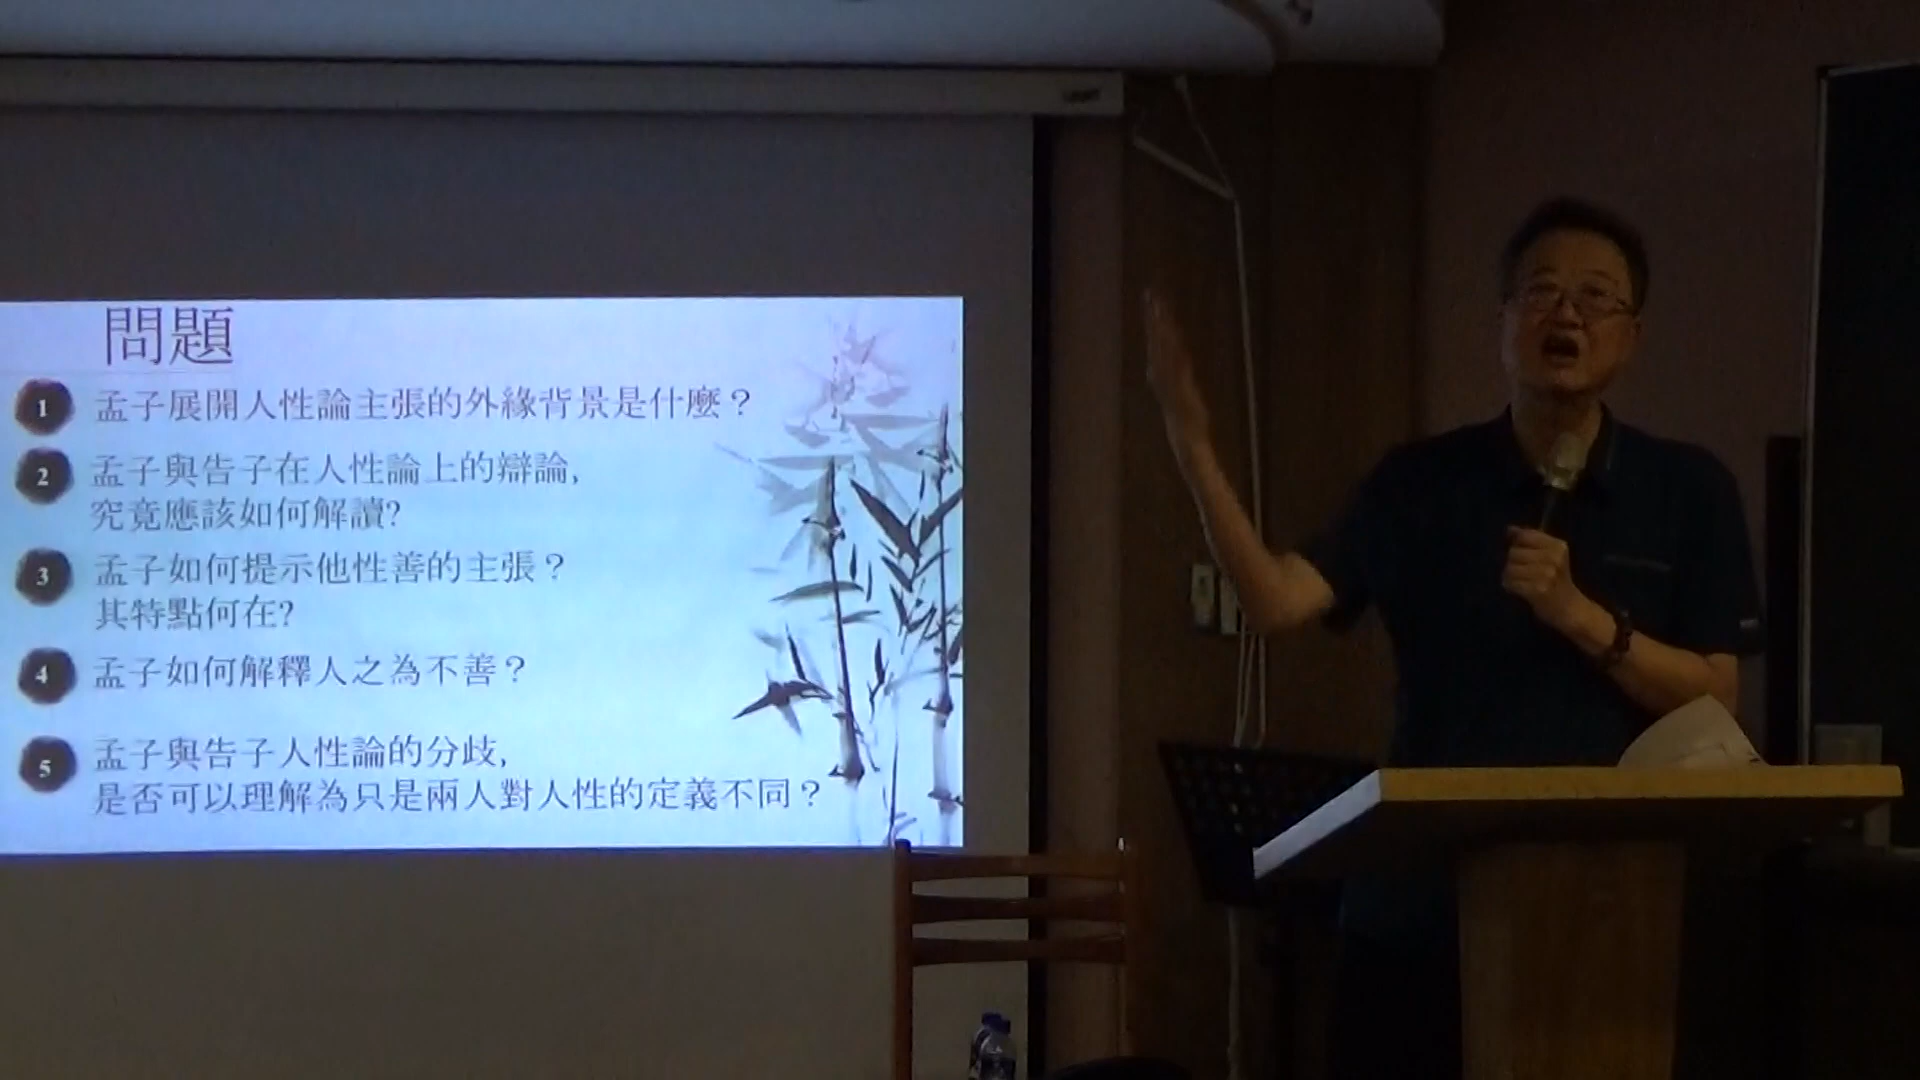 問題
1 孟子展開人性論主張的外緣背景是什麼？
2 孟子與告子在人性論上的辯論,
究竟應該如何解讀?
3 孟子如何提示他性善的主張？
其特點何在?
4 孟子如何解釋人之為不善？
5 孟子與告子人性論的分歧,
是否可以理解為只是兩人對人性的定義不同？